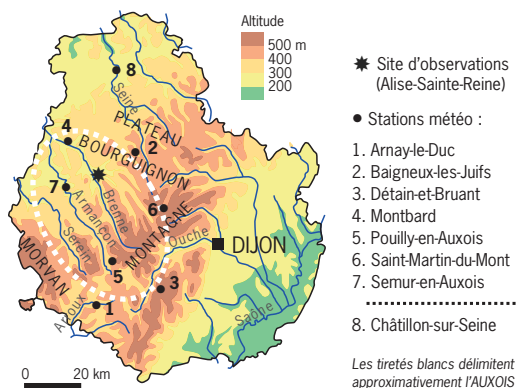 Altitude
500 m
400
300
200
8
Seine
PLATEAU
BOURGUIGNON
4
2
7
Brenne
Armançon
Serein
6
MONTAGNE
Ouche
DIJON
MORVAN
5
3
1
Arroux
Saône
0 20 km
Site d'observations
(Alise-Sainte-Reine)
Stations météo :
1. Arnay-le-Duc
2. Baigneux-les-Juifs
3. Détain-et-Bruant
4. Montbard
5. Pouilly-en-Auxois
6. Saint-Martin-du-Mont
7. Semur-en-Auxois
8. Châtillon-sur-Seine
Les tiretés blancs délimitent
approximativement l'AUXOIS